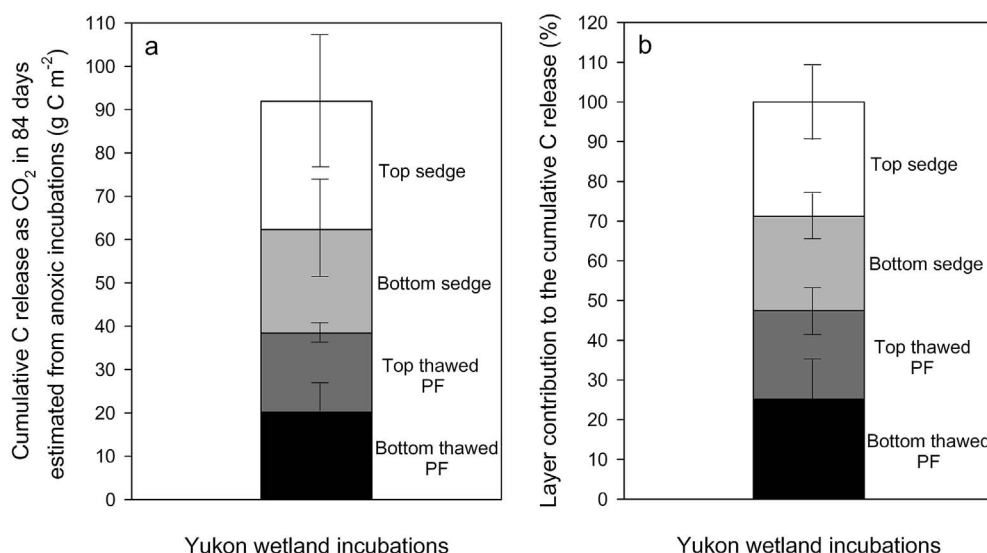 a
Cumulative C release as CO2 in 84 days
estimated from anoxic incubations (g C m-2)
110
100
90
80
70
60
50
40
30
20
10
0
Top sedge
Bottom sedge
Top thawed
PF
Bottom thawed
PF
Yukon wetland incubations
b
Layer contribution to the cumulative C release (%)
120
110
100
90
80
70
60
50
40
30
20
10
0
Top sedge
Bottom sedge
Top thawed
PF
Bottom thawed
PF
Yukon wetland incubations